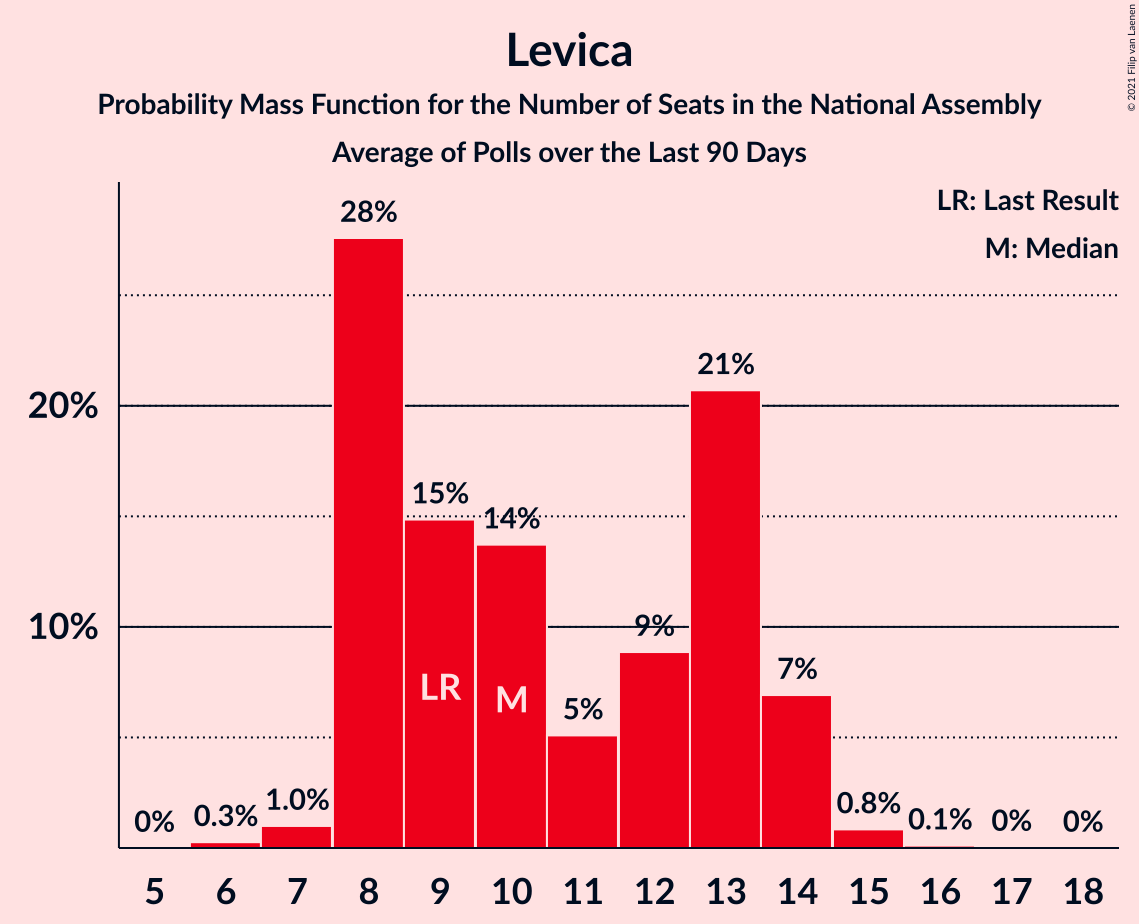 Levica
Probability Mass Function for the Number of Seats in the National Assembly
Average of Polls over the Last 90 Days
© 2021 Filip van Laenen
LR: Last Result
M: Median
28%
21%
20%
15%
14%
10%
9%
7%
5%
LR
M
0%
0.3%
1.0%
0.8%
0.1%
0%
0%
5 6 7 8 9 10 11 12 13 14 15 16 17 18